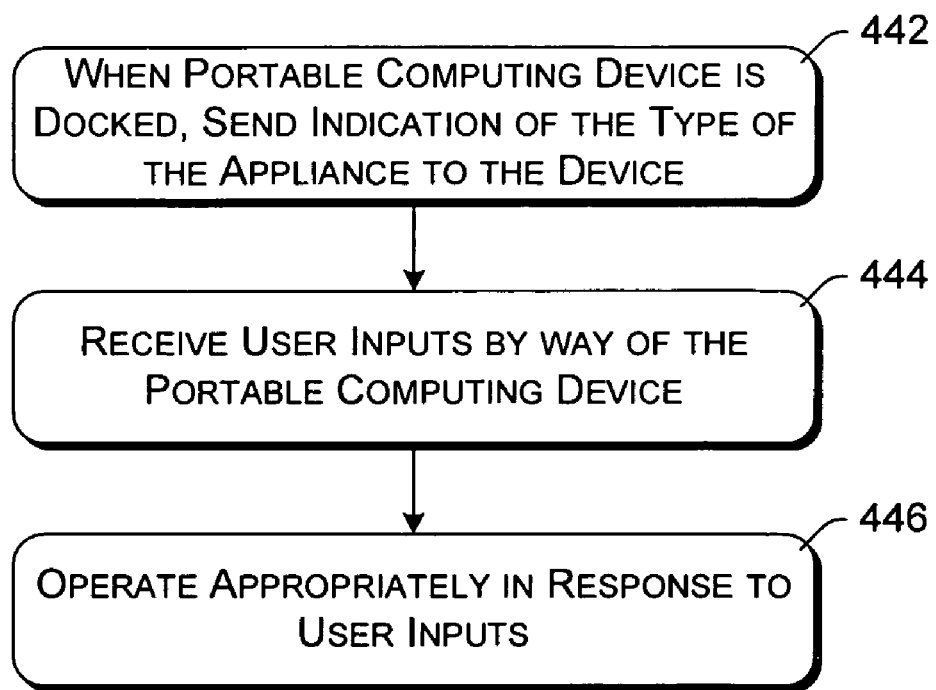 442
WHEN PORTABLE COMPUTING DEVICE IS
DOCKED, SEND INDICATION OF THE TYPE OF
THE APPLIANCE TO THE DEVICE
444
RECEIVE USER INPUTS BY WAY OF THE
PORTABLE COMPUTING DEVICE
446
OPERATE APPROPRIATELY IN RESPONSE TO
USER INPUTS